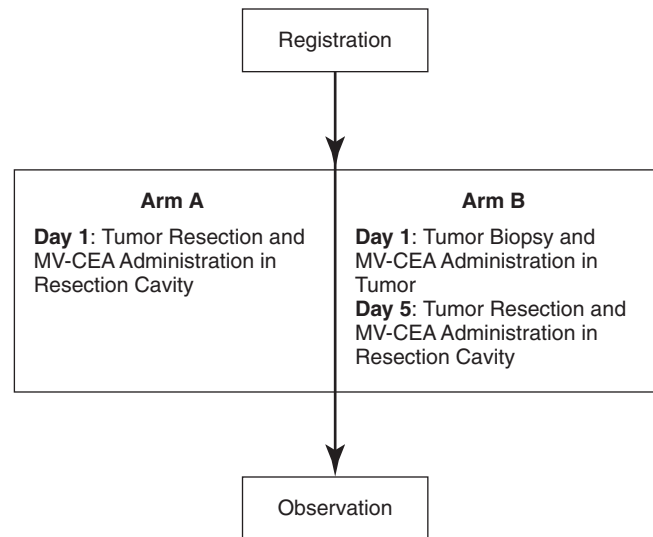 Registration
Arm A
Day 1: Tumor Resection and
MV-CEA Administration in
Resection Cavity
Arm B
Day 1: Tumor Biopsy and
MV-CEA Administration in
Tumor
Day 5: Tumor Resection and
MV-CEA Administration in
Resection Cavity
Observation